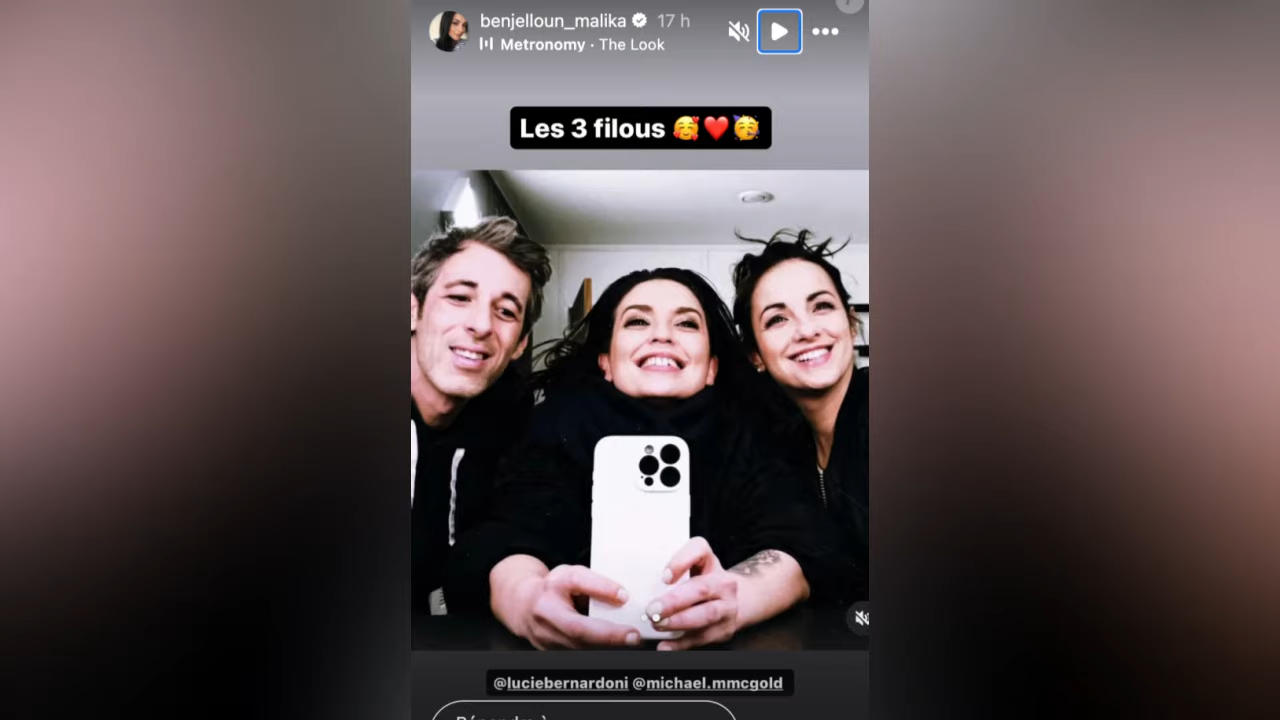 benjelloun_malika 17 h
Metronomy · The Look
Les 3 filous 🥰❤️🥳
@luciebernardoni @michael.mmcgold